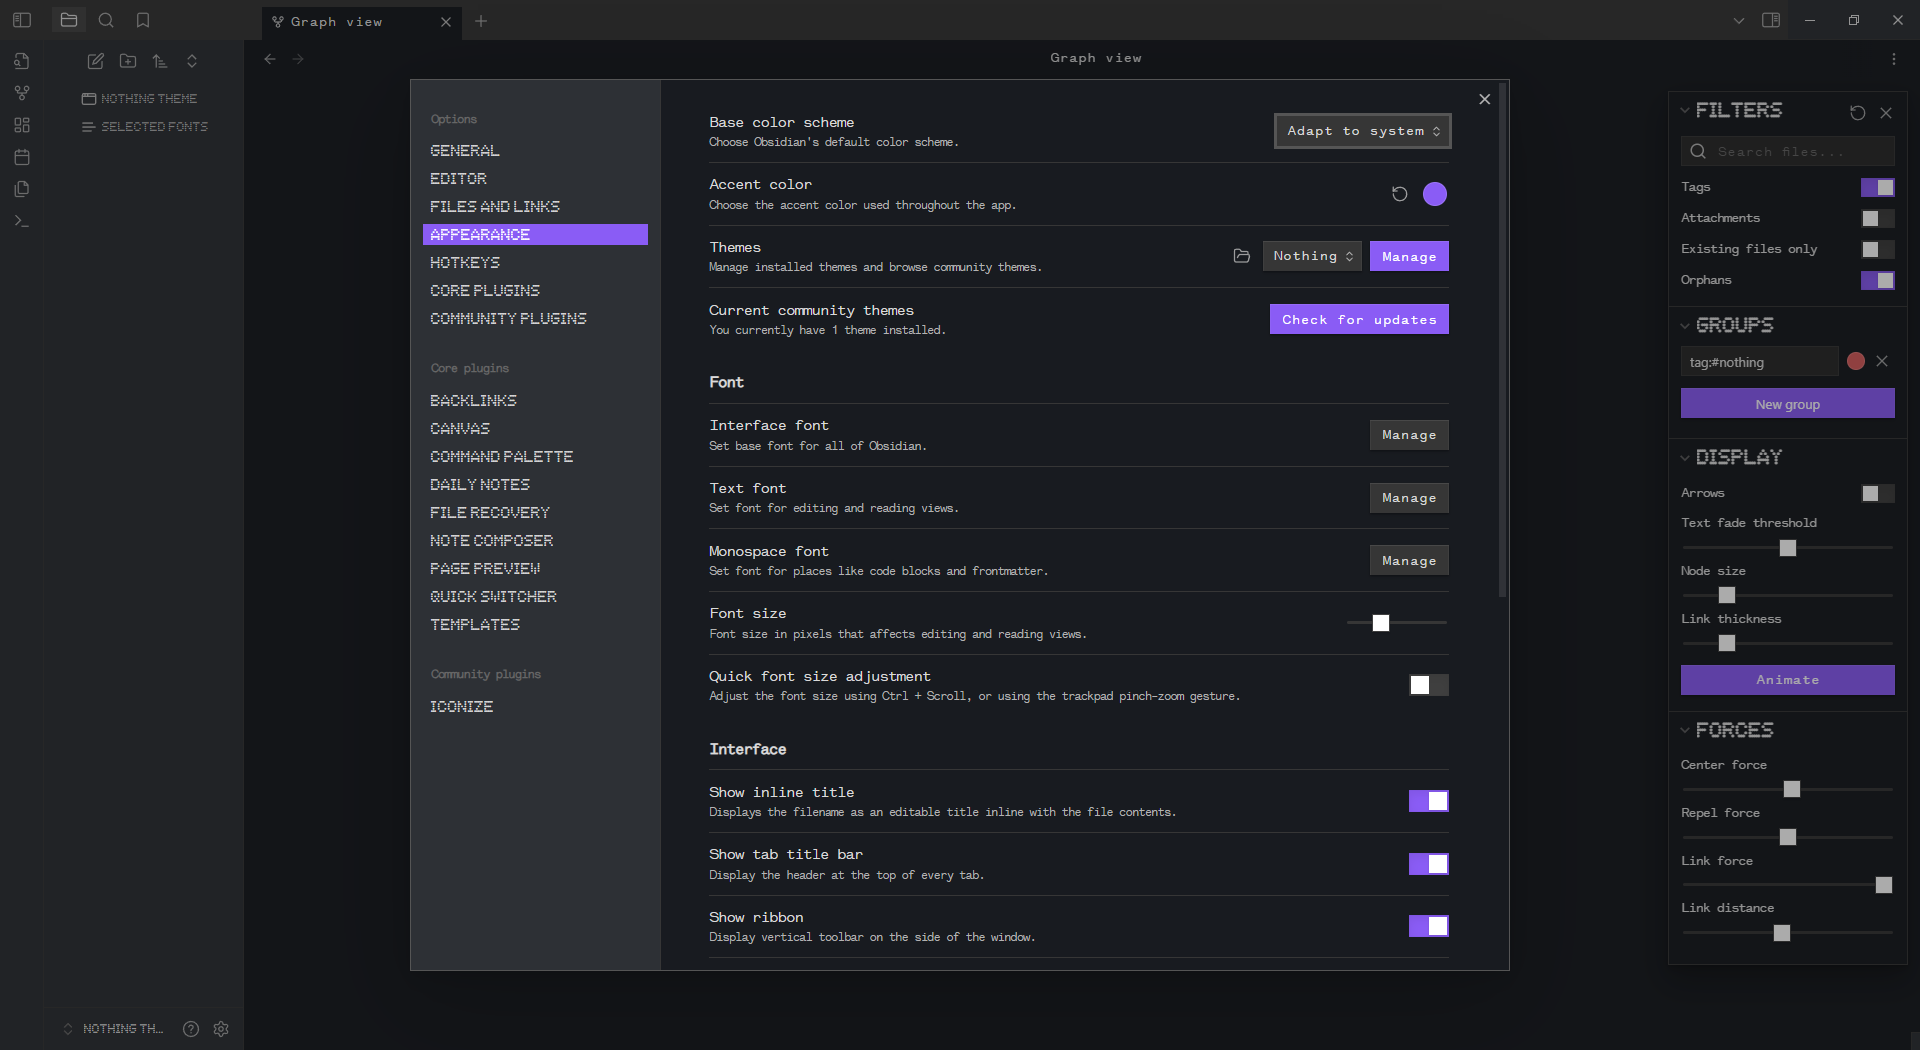 Graph view
Graph view
NOTHING THEME
SELECTED FONTS
NOTHING TH...
Options
GENERAL
EDITOR
FILES AND LINKS
APPEARANCE
HOTKEYS
CORE PLUGINS
COMMUNITY PLUGINS
Core plugins
BACKLINKS
CANVAS
COMMAND PALETTE
DAILY NOTES
FILE RECOVERY
NOTE COMPOSER
PAGE PREVIEW
QUICK SWITCHER
TEMPLATES
Community plugins
ICONIZE
Base color scheme
Choose Obsidian's default color scheme.
Adapt to system
Accent color
Choose the accent color used throughout the app.
Themes
Manage installed themes and browse community themes.
Nothing
Manage
Current community themes
You currently have 1 theme installed.
Check for updates
Font
Interface font
Set base font for all of Obsidian.
Manage
Text font
Set font for editing and reading views.
Manage
Monospace font
Set font for places like code blocks and frontmatter.
Manage
Font size
Font size in pixels that affects editing and reading views.
Quick font size adjustment
Adjust the font size using Ctrl + Scroll, or using the trackpad pinch-zoom gesture.
Interface
Show inline title
Displays the filename as an editable title inline with the file contents.
Show tab title bar
Display the header at the top of every tab.
Show ribbon
Display vertical toolbar on the side of the window.
FILTERS
Search files...
Tags
Attachments
Existing files only
Orphans
GROUPS
tag:#nothing
New group
DISPLAY
Arrows
Text fade threshold
Node size
Link thickness
Animate
FORCES
Center force
Repel force
Link force
Link distance